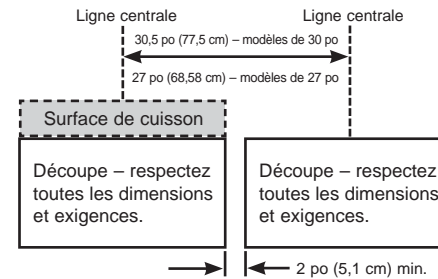 Ligne centrale
Ligne centrale
30,5 po (77,5 cm) – modèles de 30 po
27 po (68,58 cm) – modèles de 27 po
Surface de cuisson
Découpe – respectez
toutes les dimensions
et exigences.
Découpe – respectez
toutes les dimensions
et exigences.
2 po (5,1 cm) min.